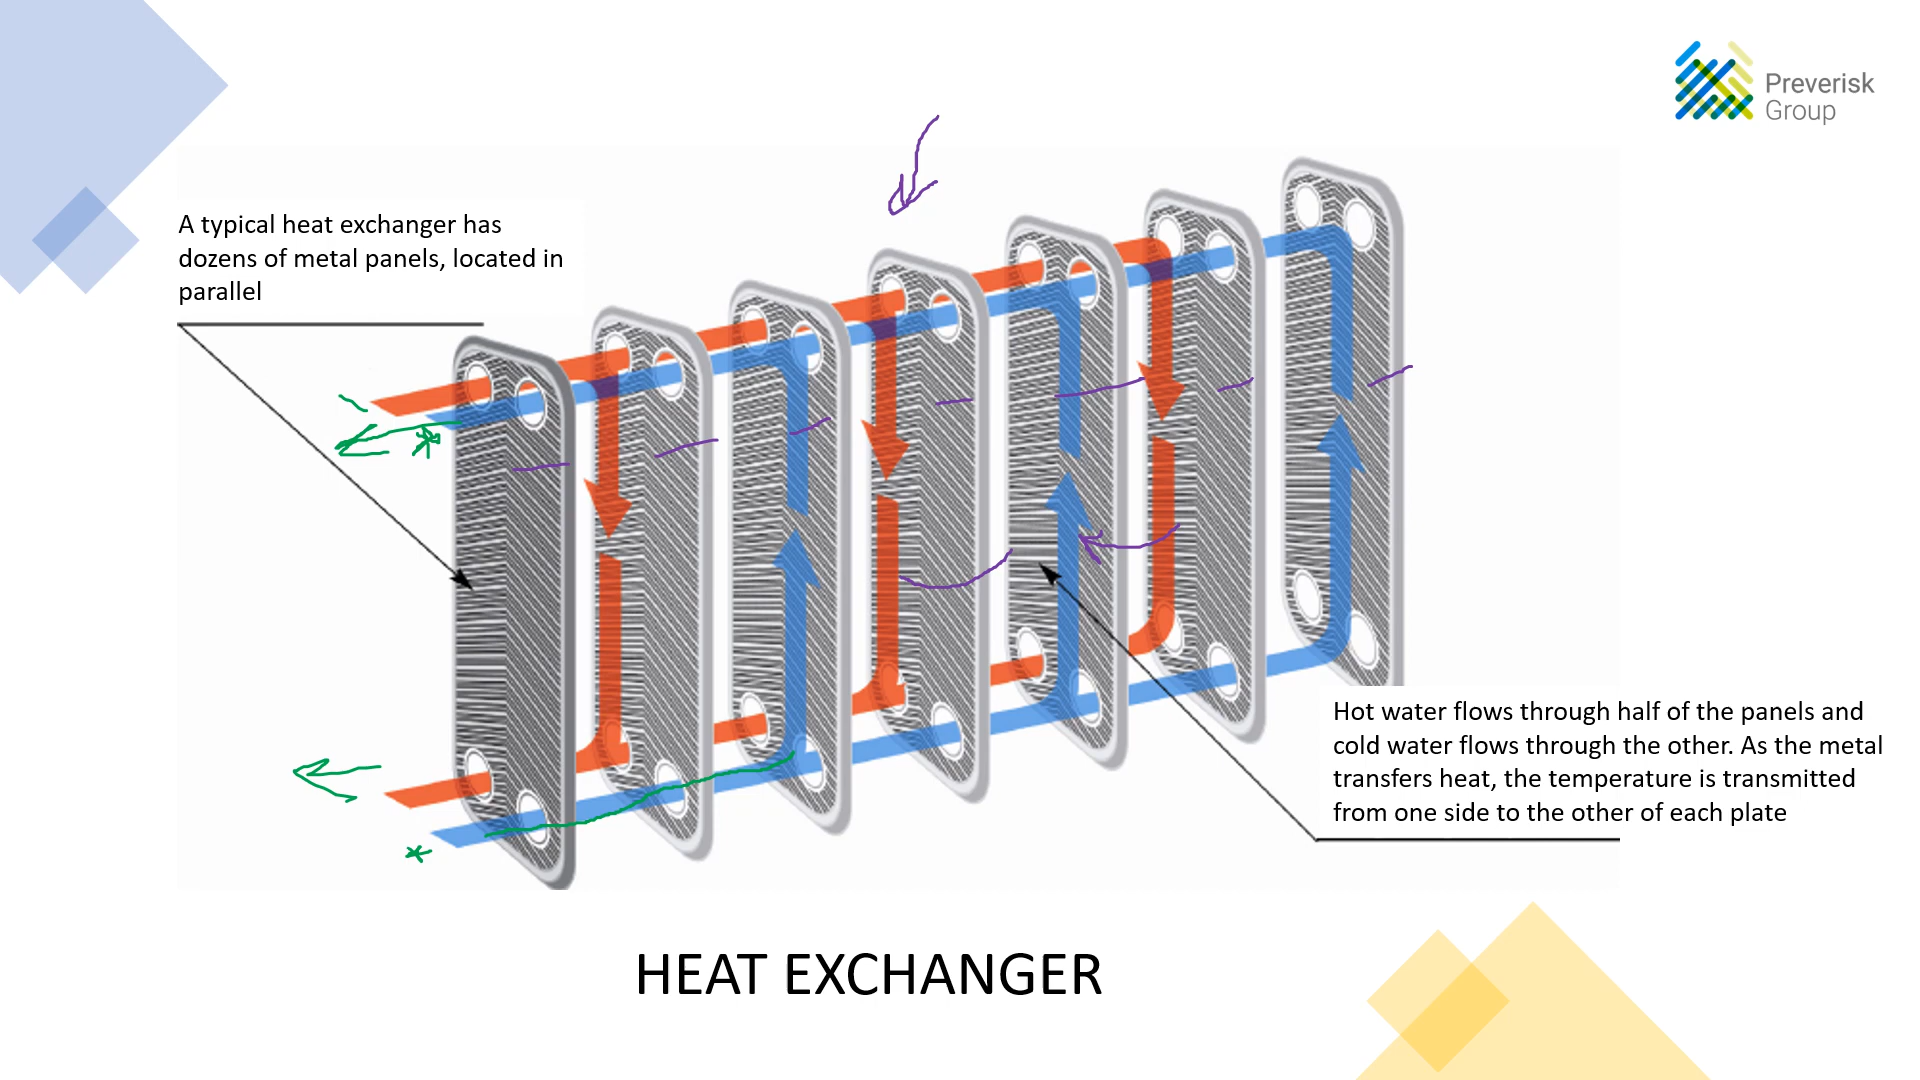 Preverisk
Group
A typical heat exchanger has
dozens of metal panels, located in
parallel
Hot water flows through half of the panels and
cold water flows through the other. As the metal
transfers heat, the temperature is transmitted
from one side to the other of each plate
HEAT EXCHANGER